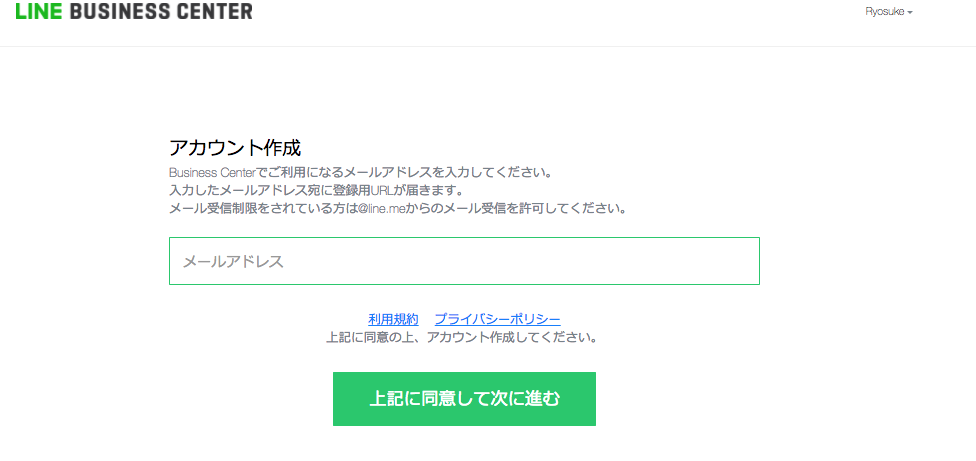 LINE BUSINESS CENTER
Ryosuke
アカウント作成
Business Centerでご利用になるメールアドレスを入力してください。
入力したメールアドレス宛に登録用URLが届きます。
メール受信制限をされている方は@line.meからのメール受信を許可してください。
メールアドレス
利用規約 プライバシーポリシー
上記に同意の上、アカウント作成してください。
上記に同意して次に進む